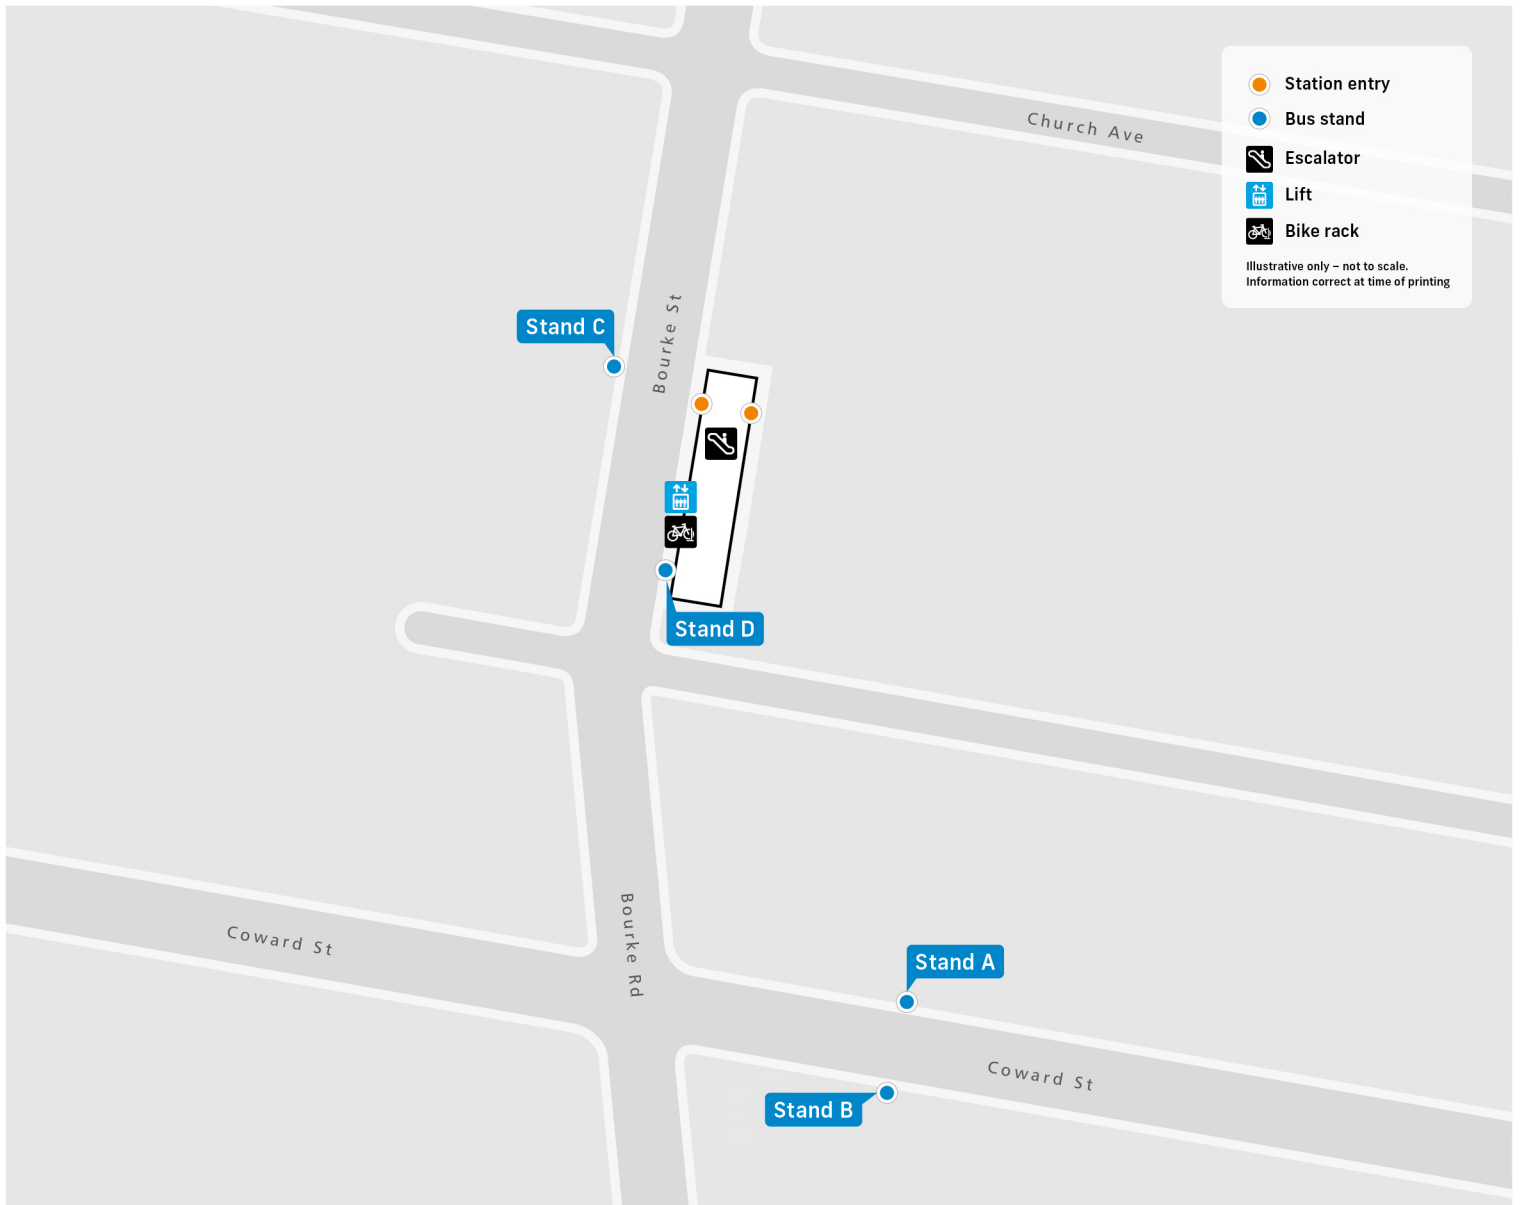 Church Ave
Station entry
Bus stand
Escalator
Lift
Bike rack
Illustrative only – not to scale.
Information correct at time of printing
Stand C
Bourke St
Stand D
Coward St
Bourke Rd
Stand A
Coward St
Stand B